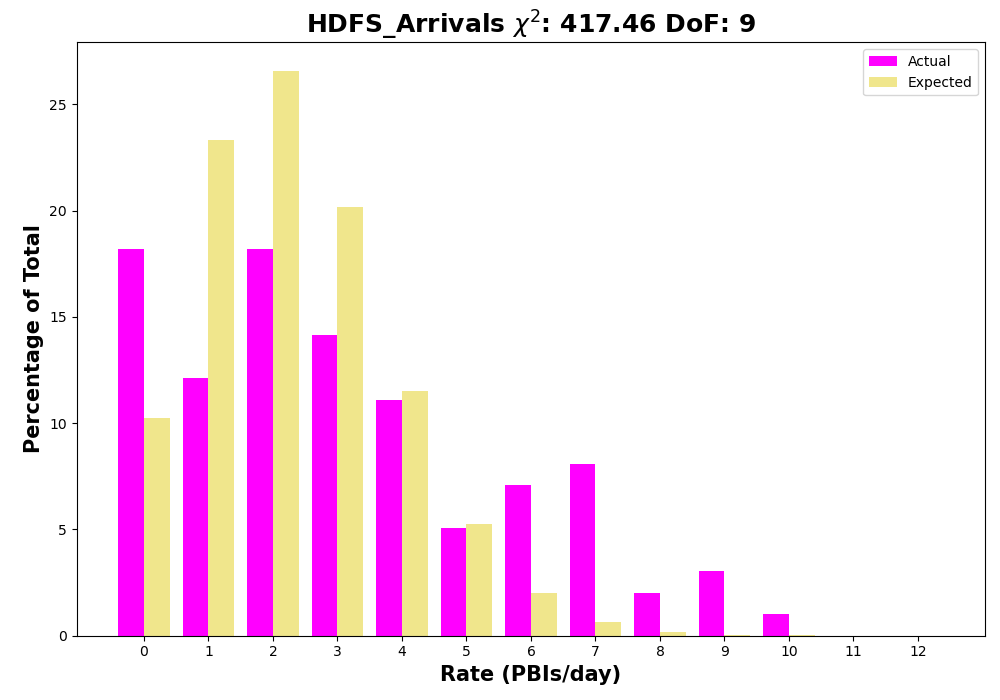 HDFS_Arrivals χ²: 417.46 DoF: 9
Actual
Expected
Percentage of Total
25
20
15
10
5
0
0 1 2 3 4 5 6 7 8 9 10 11 12
Rate (PBIs/day)